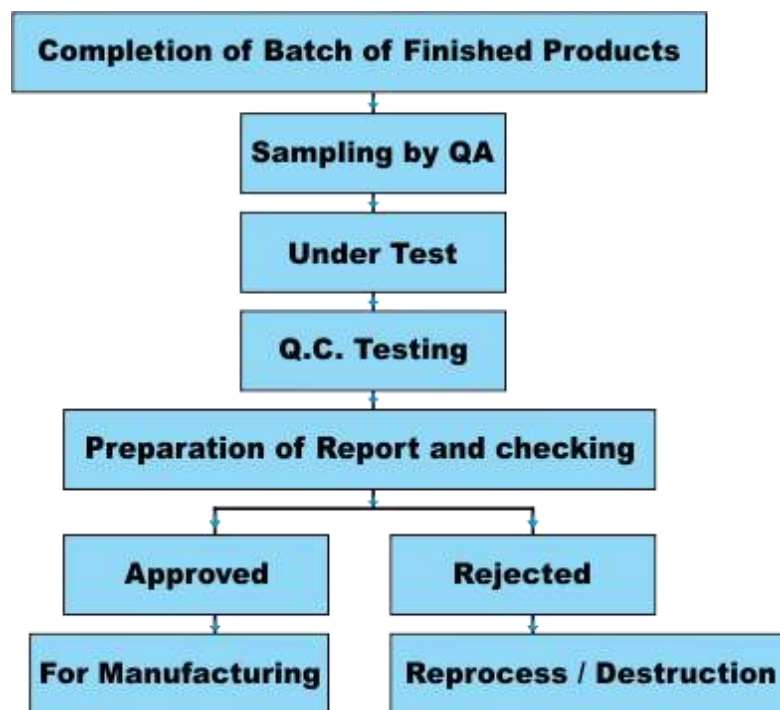 Completion of Batch of Finished Products
Sampling by QA
Under Test
Q.C. Testing
Preparation of Report and checking
Approved
Rejected
For Manufacturing
Reprocess / Destruction